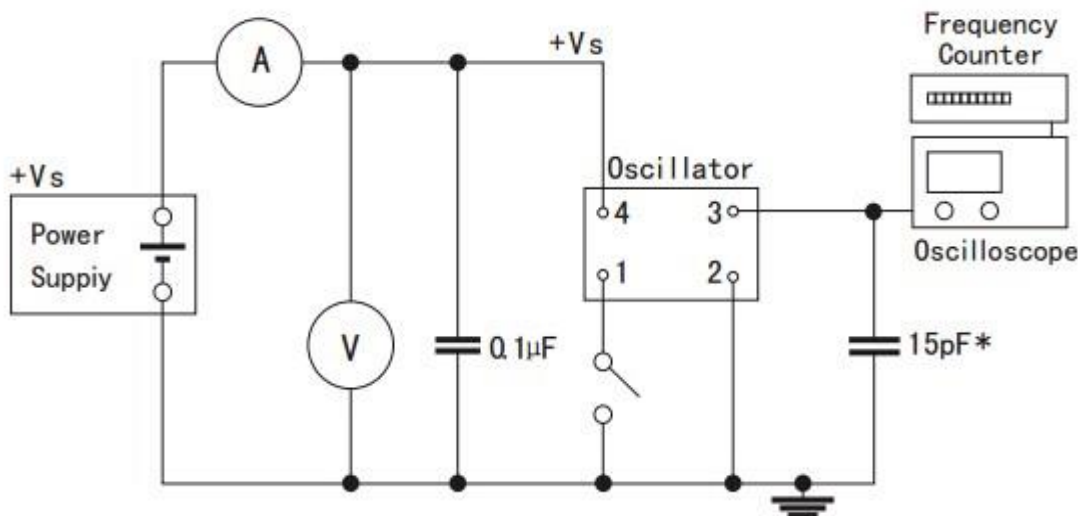 Frequency
Counter
A
+Vs
+Vs
Oscillator
Power
Suppiy
4
3
1
2
Oscilloscope
V
0.1μF
15pF*